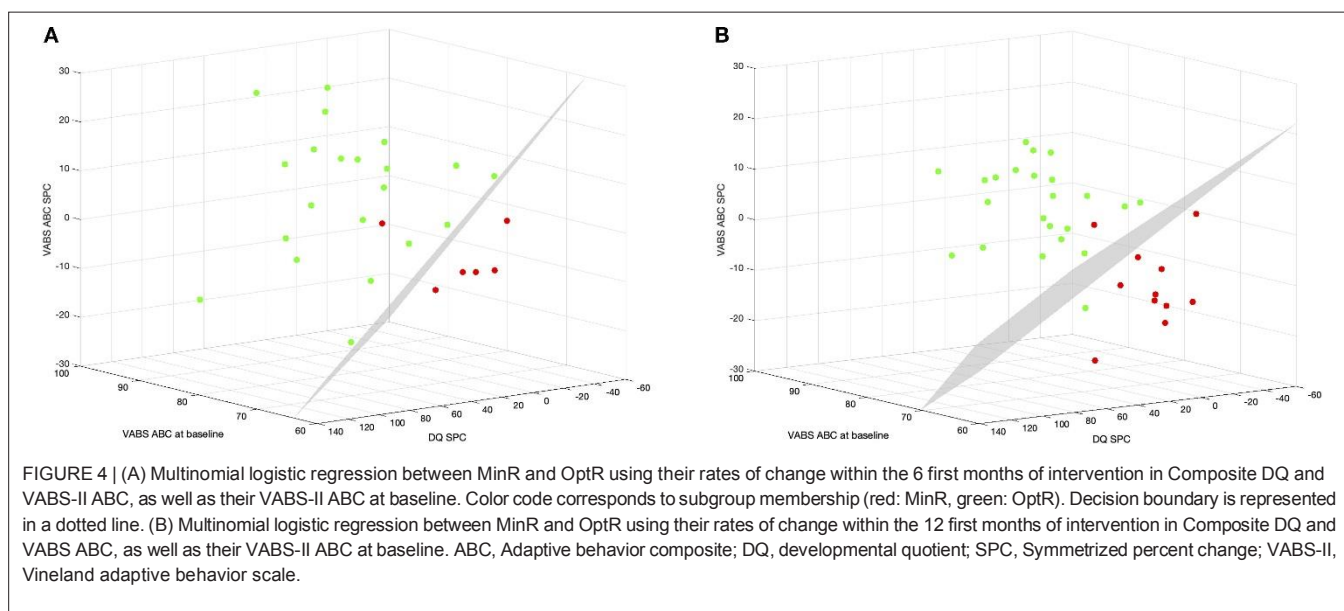 A
30
20
10
0
-10
-20
-30
VABS ABC SPC
100
90
80
70
60
VABS ABC at baseline
140 120 100 80 60 40 20 0 -20 -40 -60
DQ SPC
B
30
20
10
0
-10
-20
-30
VABS ABC SPC
100
90
80
70
60
VABS ABC at baseline
140 120 100 80 60 40 20 0 -20 -40 -60
DQ SPC
FIGURE 4 | (A) Multinomial logistic regression between MinR and OptR using their rates of change within the 6 first months of intervention in Composite DQ and
VABS-II ABC, as well as their VABS-II ABC at baseline. Color code corresponds to subgroup membership (red: MinR, green: OptR). Decision boundary is represented
in a dotted line. (B) Multinomial logistic regression between MinR and OptR using their rates of change within the 12 first months of intervention in Composite DQ and
VABS ABC, as well as their VABS-II ABC at baseline. ABC, Adaptive behavior composite; DQ, developmental quotient; SPC, Symmetrized percent change; VABS-II,
Vineland adaptive behavior scale.